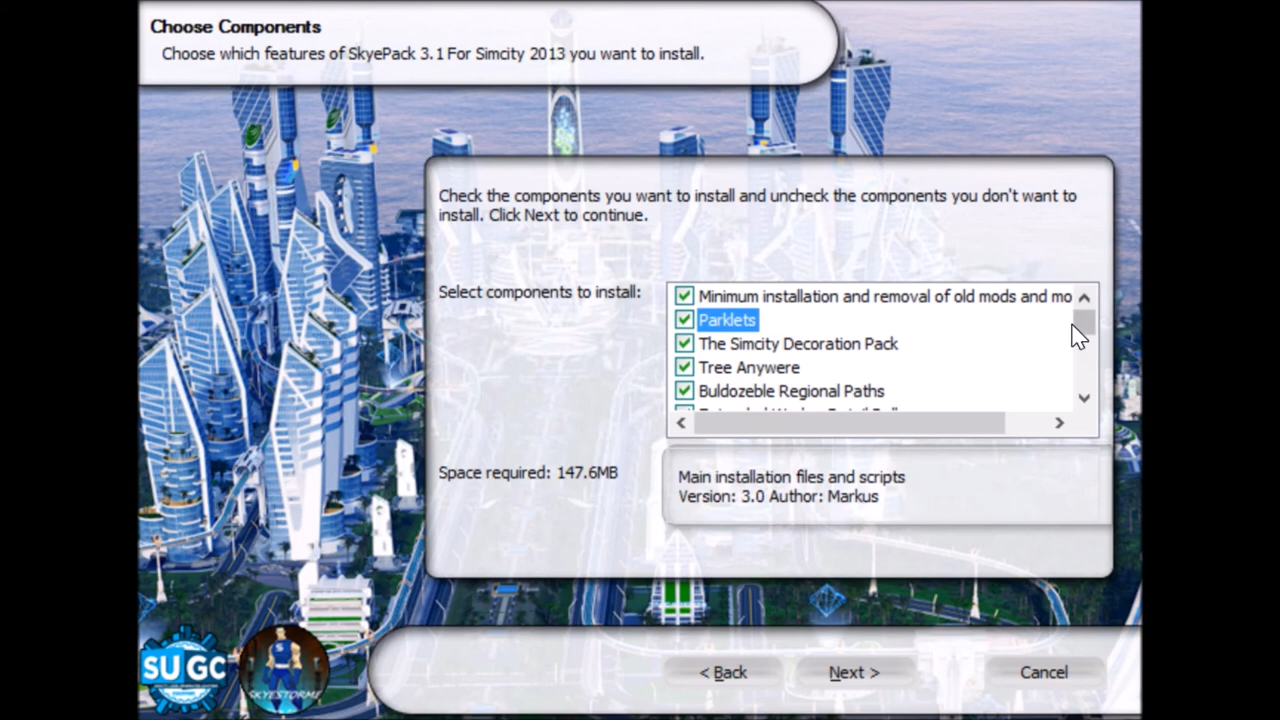 Choose Components
Choose which features of SkyePack 3.1 For Simcity 2013 you want to install.
Check the components you want to install and uncheck the components you don't want to
install. Click Next to continue.
Select components to install:
Minimum installation and removal of old mods and mo
Parklets
The Simcity Decoration Pack
Tree Anywere
Buldozeble Regional Paths
Space required: 147.6MB
Main installation files and scripts
Version: 3.0 Author: Markus
SU GC
SKYESTORME
< Back
Next >
Cancel